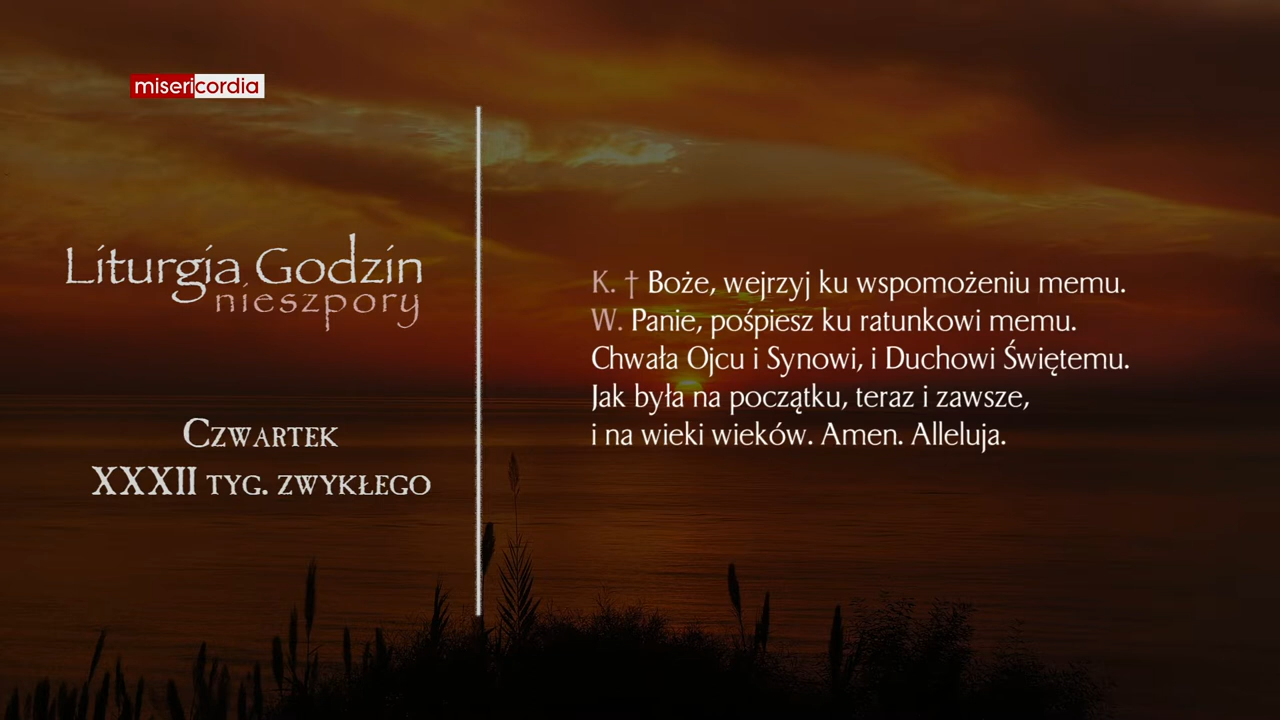 misericordia
Liturgia Godzin
nieszpory
Czwartek
XXXII tyg. zwykłego
K. † Boże, wejrzyj ku wspomożeniu memu.
W. Panie, pośpiesz ku ratunkowi memu.
Chwała Ojcu i Synowi, i Duchowi Świętemu.
Jak była na początku, teraz i zawsze,
i na wieki wieków. Amen. Alleluja.